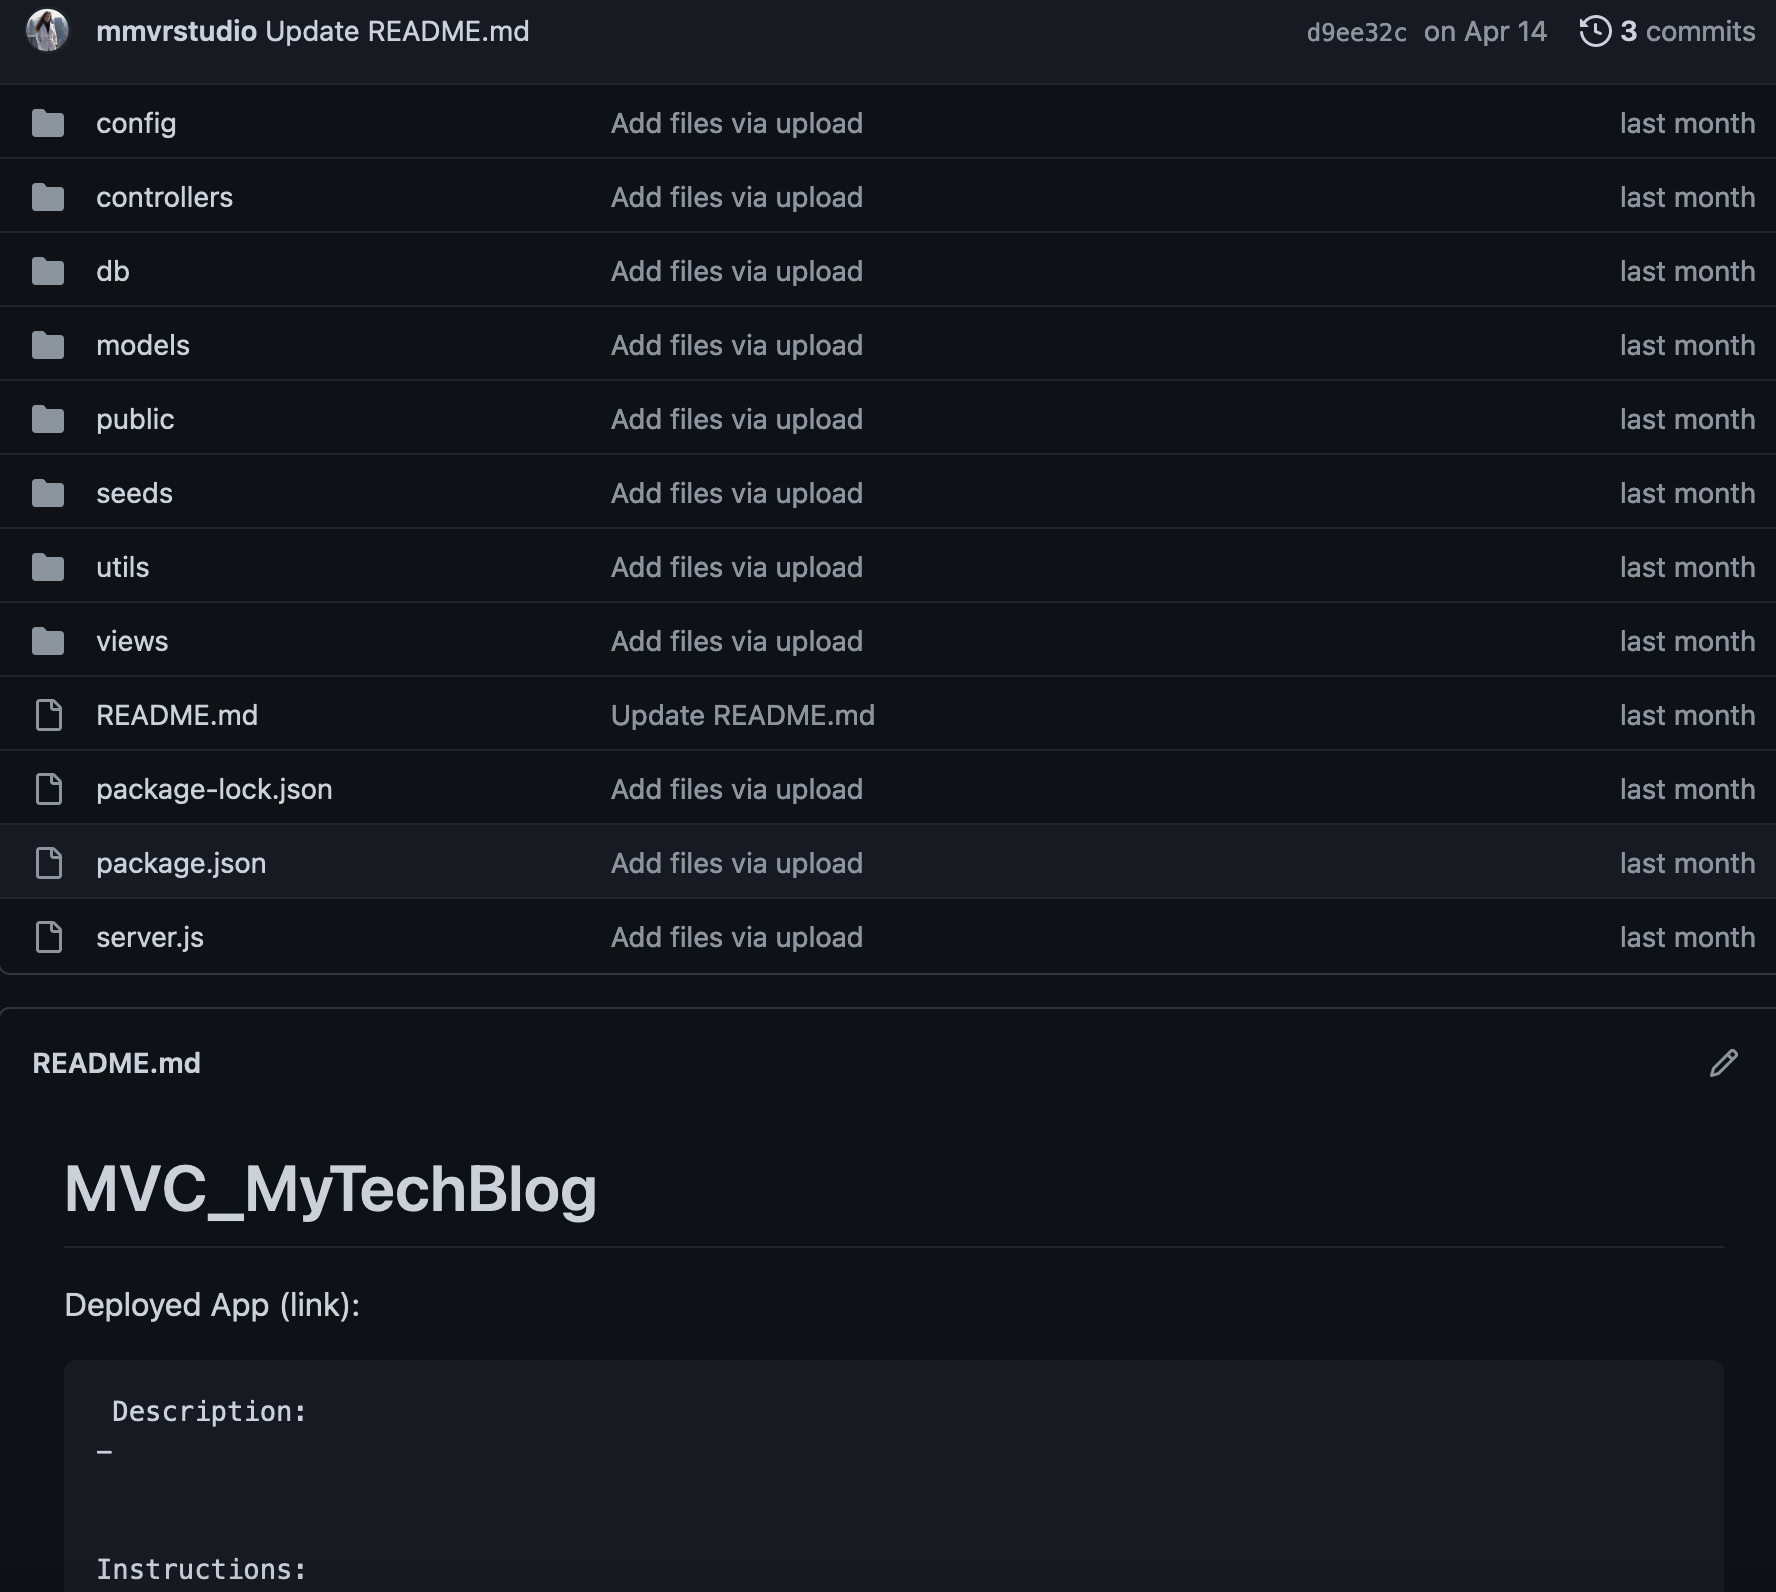 mmvrstudio Update README.md d9ee32c on Apr 14 3 commits
config Add files via upload last month
controllers Add files via upload last month
db Add files via upload last month
models Add files via upload last month
public Add files via upload last month
seeds Add files via upload last month
utils Add files via upload last month
views Add files via upload last month
README.md Update README.md last month
package-lock.json Add files via upload last month
package.json Add files via upload last month
server.js Add files via upload last month
README.md
MVC_MyTechBlog
Deployed App (link):
Description:
–
Instructions: